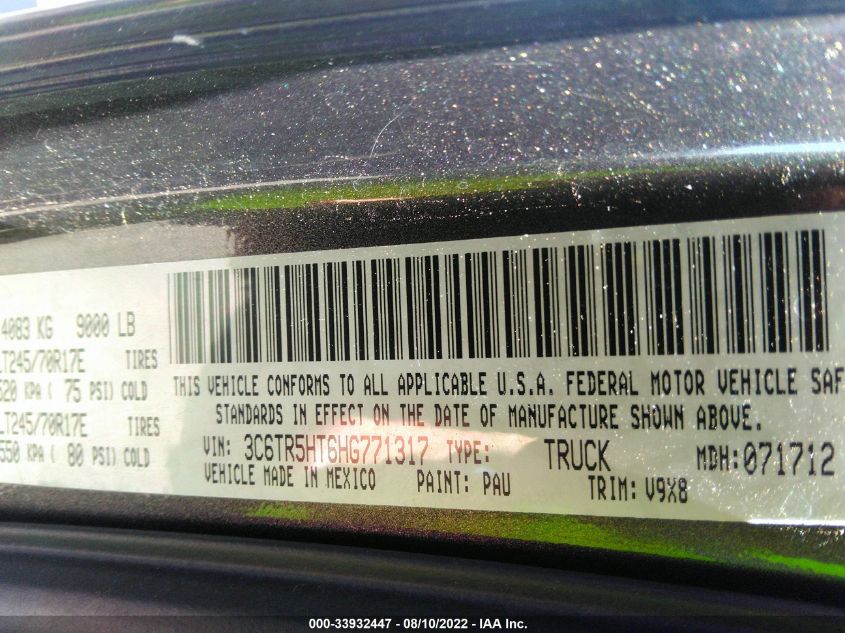 4083 KG 9000 LB
LT245/70R17E TIRES
520 KPA ( 75 PSI) COLD
LT245/70R17E TIRES
550 KPA ( 80 PSI) COLD
THIS VEHICLE CONFORMS TO ALL APPLICABLE U.S.A. FEDERAL MOTOR VEHICLE SAF
STANDARDS IN EFFECT ON THE DATE OF MANUFACTURE SHOWN ABOVE.
VIN: 3C6TR5HT6HG771317 TYPE: TRUCK MDH:071712
VEHICLE MADE IN MEXICO PAINT: PAU TRIM: V9X8
000-33932447 - 08/10/2022 - IAA Inc.